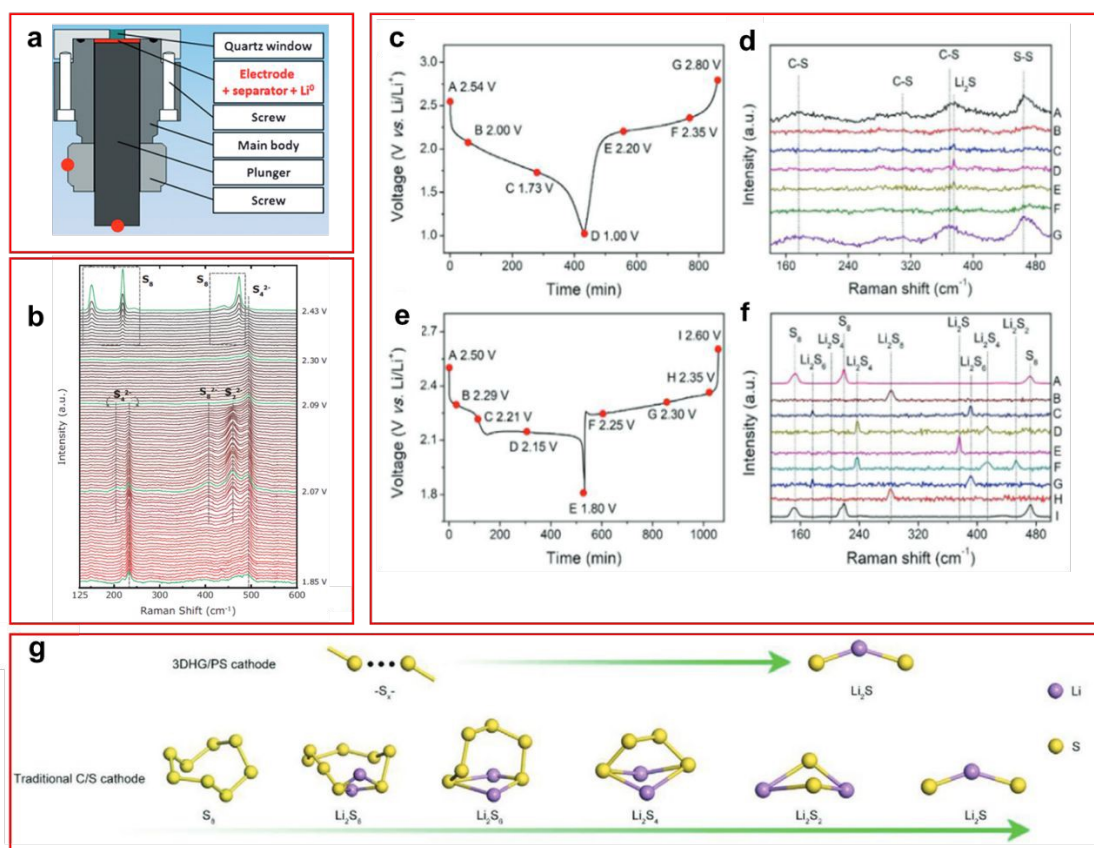 a
Quartz window
Electrode
+ separator + Li⁰
Screw
Main body
Plunger
Screw
b
S₈
S₈
S₄²⁻
2.43 V
2.30 V
S₄²⁻
2.09 V
2.07 V
1.85 V
Intensity (a.u.)
125
200
300
400
500
600
Raman Shift (cm⁻¹)
c
A 2.54 V
B 2.00 V
C 1.73 V
D 1.00 V
E 2.20 V
F 2.35 V
G 2.80 V
Voltage (V vs. Li/Li⁺)
3.0
2.5
2.0
1.5
1.0
0
200
400
600
800
Time (min)
d
C-S
C-S
C-S
Li₂S
S-S
A
B
C
D
E
F
G
Intensity (a.u.)
160
240
320
400
480
Raman shift (cm⁻¹)
e
A 2.50 V
B 2.29 V
C 2.21 V
D 2.15 V
E 1.80 V
F 2.25 V
G 2.30 V
H 2.35 V
I 2.60 V
Voltage (V vs. Li/Li⁺)
2.7
2.4
2.1
1.8
0
200
400
600
800
1000
Time (min)
f
S₈
Li₂S₆
Li₂S₄
S₈
Li₂S₄
Li₂S₈
Li₂S
Li₂S₆
Li₂S₄
Li₂S₂
S₈
A
B
C
D
E
F
G
H
I
Intensity (a.u.)
120
200
280
360
440
Raman shift (cm⁻¹)
g
3DHG/PS cathode
-Sₓ-
Li₂S
Li
S
Traditional C/S cathode
S₈
Li₂S₈
Li₂S₆
Li₂S₄
Li₂S₂
Li₂S